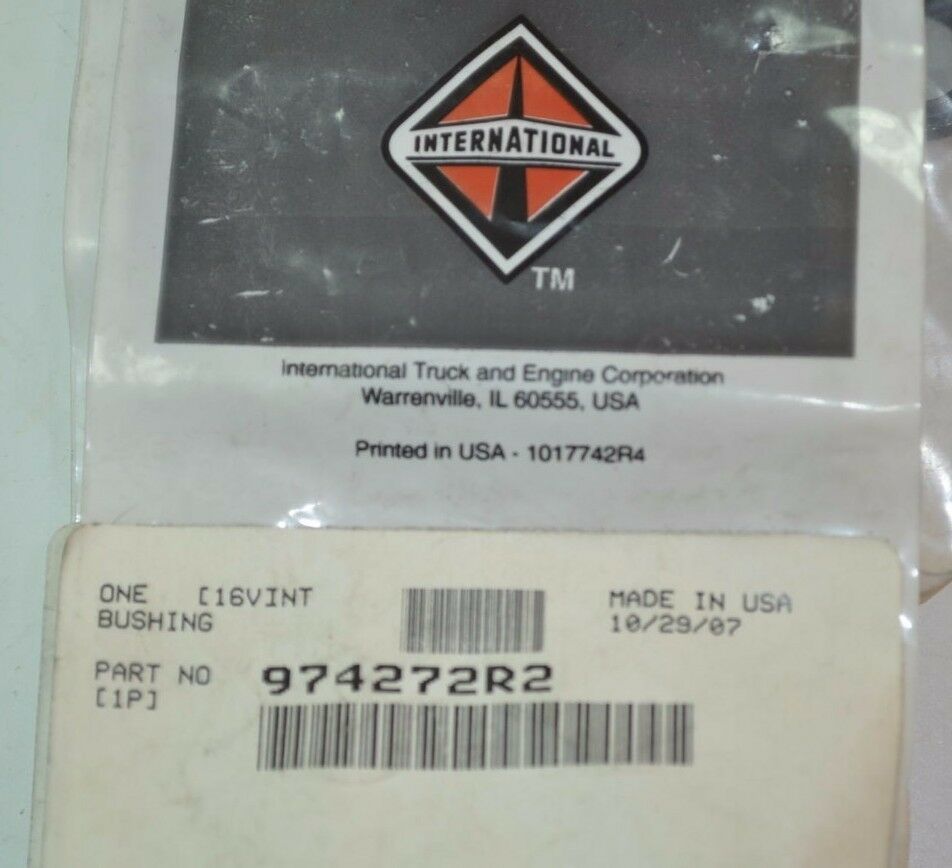 INTERNATIONAL
TM
International Truck and Engine Corporation
Warrenville, IL 60555, USA
Printed in USA - 1017742R4
ONE [16VINT
BUSHING
MADE IN USA
10/29/07
PART NO 974272R2
[1P]